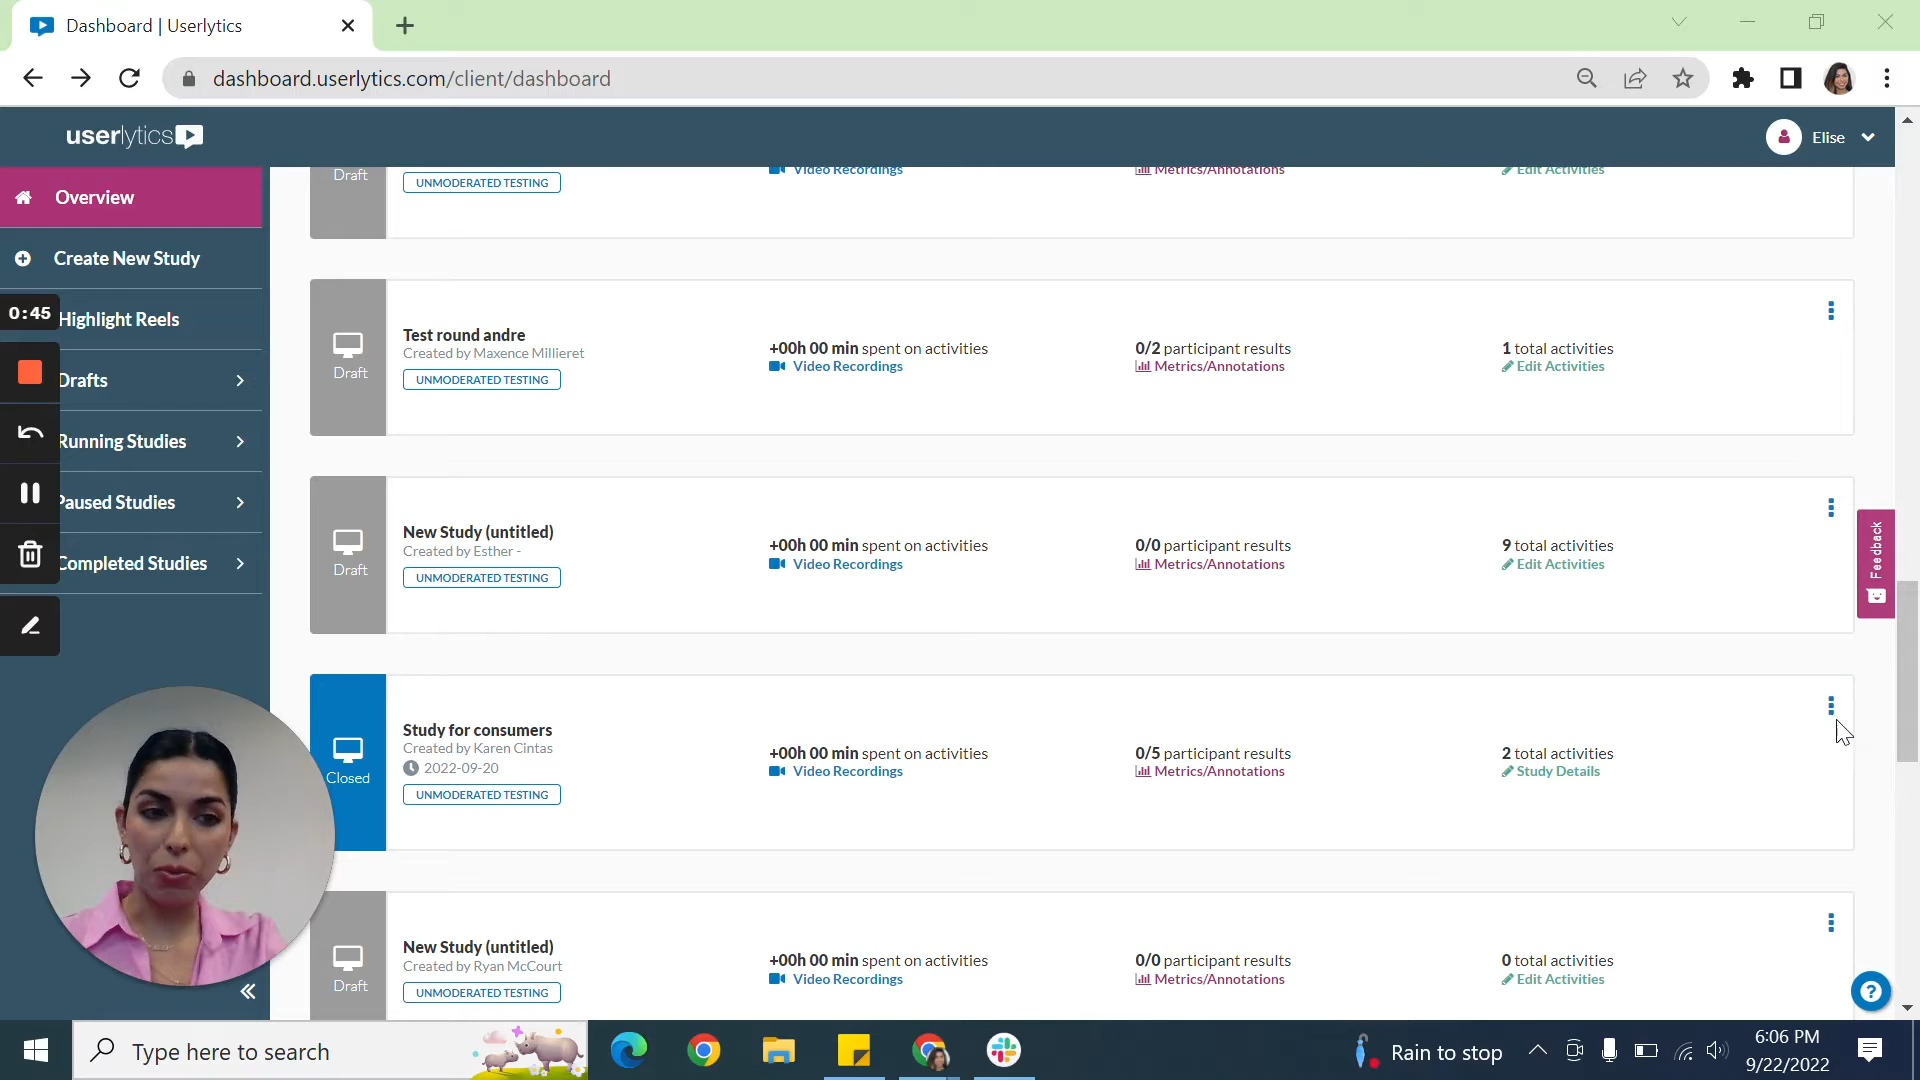 Dashboard | Userlytics
dashboard.userlytics.com/client/dashboard
userlytics
Elise
Overview
Create New Study
0:45
Highlight Reels
Drafts
Running Studies
Paused Studies
Completed Studies
Draft
UNMODERATED TESTING
Video Recordings
Metrics/Annotations
Edit Activities
Draft
Test round andre
Created by Maxence Millieret
UNMODERATED TESTING
+00h 00 min spent on activities
Video Recordings
0/2 participant results
Metrics/Annotations
1 total activities
Edit Activities
Draft
New Study (untitled)
Created by Esther -
UNMODERATED TESTING
+00h 00 min spent on activities
Video Recordings
0/0 participant results
Metrics/Annotations
9 total activities
Edit Activities
Feedback
Closed
Study for consumers
Created by Karen Cintas
2022-09-20
UNMODERATED TESTING
+00h 00 min spent on activities
Video Recordings
0/5 participant results
Metrics/Annotations
2 total activities
Study Details
Draft
New Study (untitled)
Created by Ryan McCourt
UNMODERATED TESTING
+00h 00 min spent on activities
Video Recordings
0/0 participant results
Metrics/Annotations
0 total activities
Edit Activities
?
Type here to search
Rain to stop
6:06 PM
9/22/2022